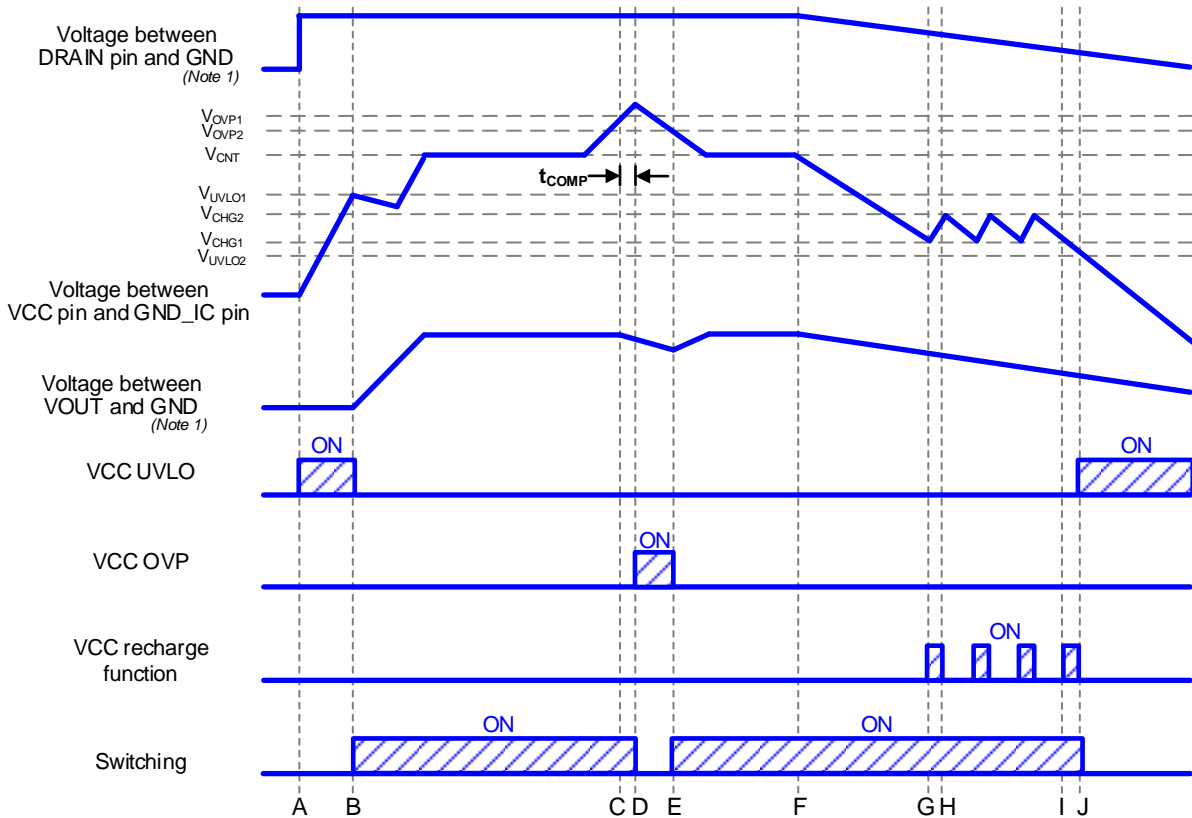 Voltage between
DRAIN pin and GND
(Note 1)
VOVP1
VOVP2
VCNT
tCOMP
VUVLO1
VCHG2
VCHG1
VUVLO2
Voltage between
VCC pin and GND_IC pin
Voltage between
VOUT and GND
(Note 1)
ON
ON
VCC UVLO
ON
VCC OVP
ON
VCC recharge
function
ON
ON
Switching
A B C D E F G H I J